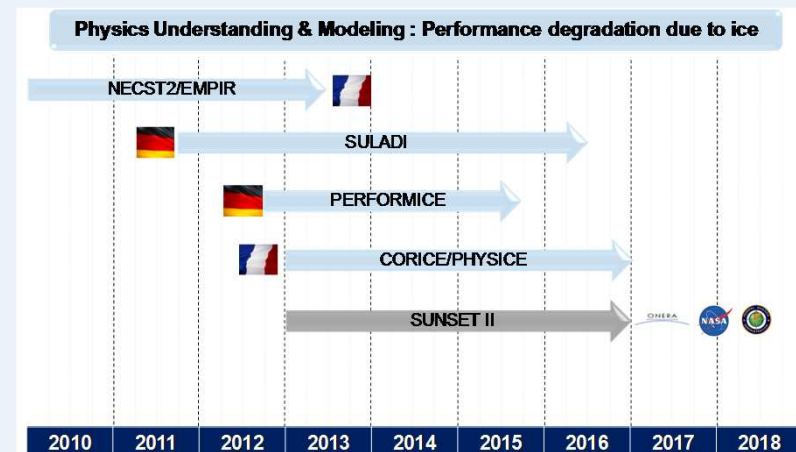 Physics Understanding & Modeling : Performance degradation due to ice
NECST2/EMPIR
SULADI
PERFORMICE
CORICE/PHYSICE
SUNSET II
ONERA
NASA
2010 2011 2012 2013 2014 2015 2016 2017 2018